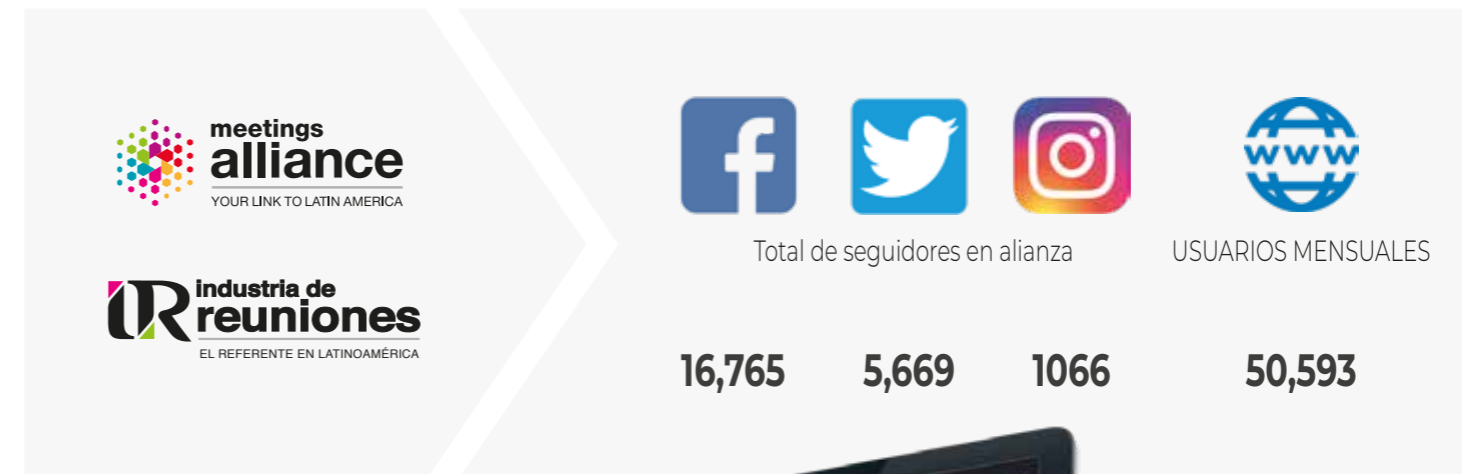 meetings
alliance
YOUR LINK TO LATIN AMERICA
industria de
reuniones
EL REFERENTE EN LATINOAMÉRICA
f
www
Total de seguidores en alianza
USUARIOS MENSUALES
16,765 5,669 1066 50,593